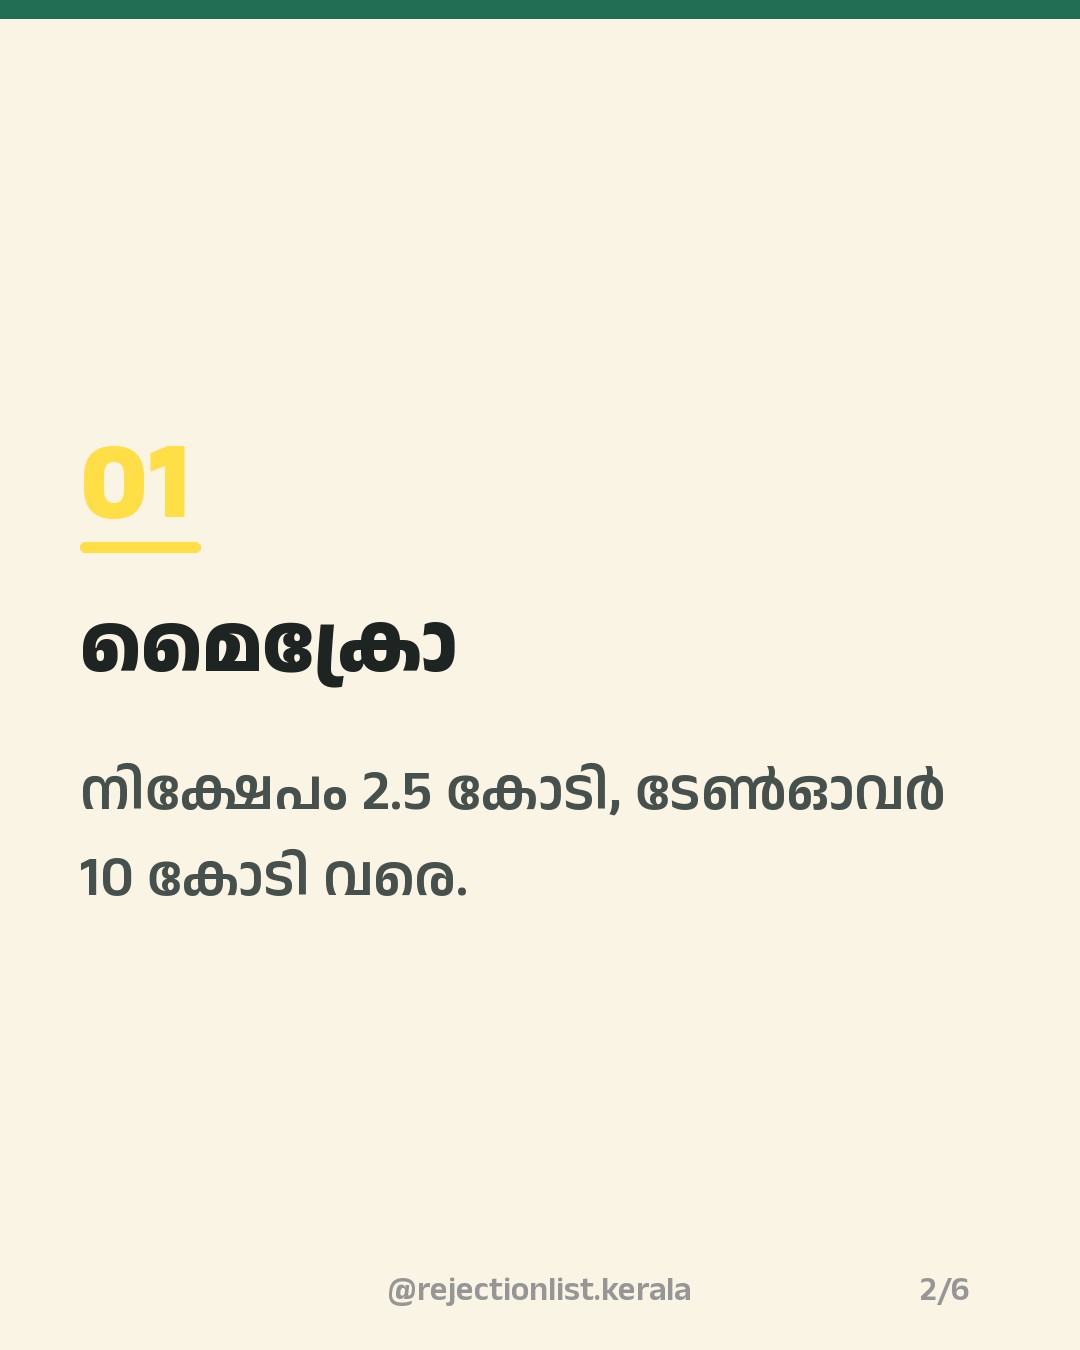 01
മൈക്രോ
നിക്ഷേപം 2.5 കോടി, ടേൺഓവർ
10 കോടി വരെ.
@rejectionlist.kerala
2/6